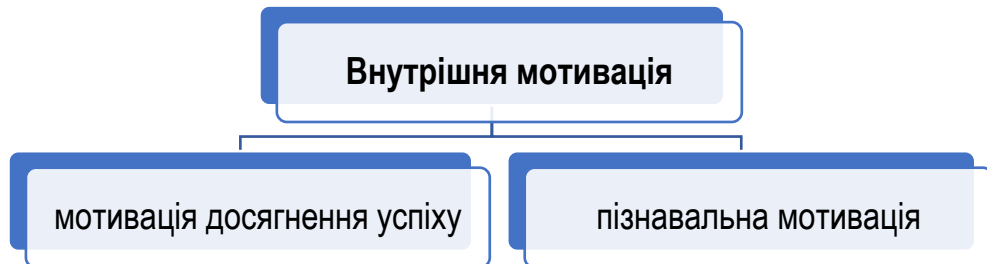 Внутрішня мотивація
мотивація досягнення успіху
пізнавальна мотивація